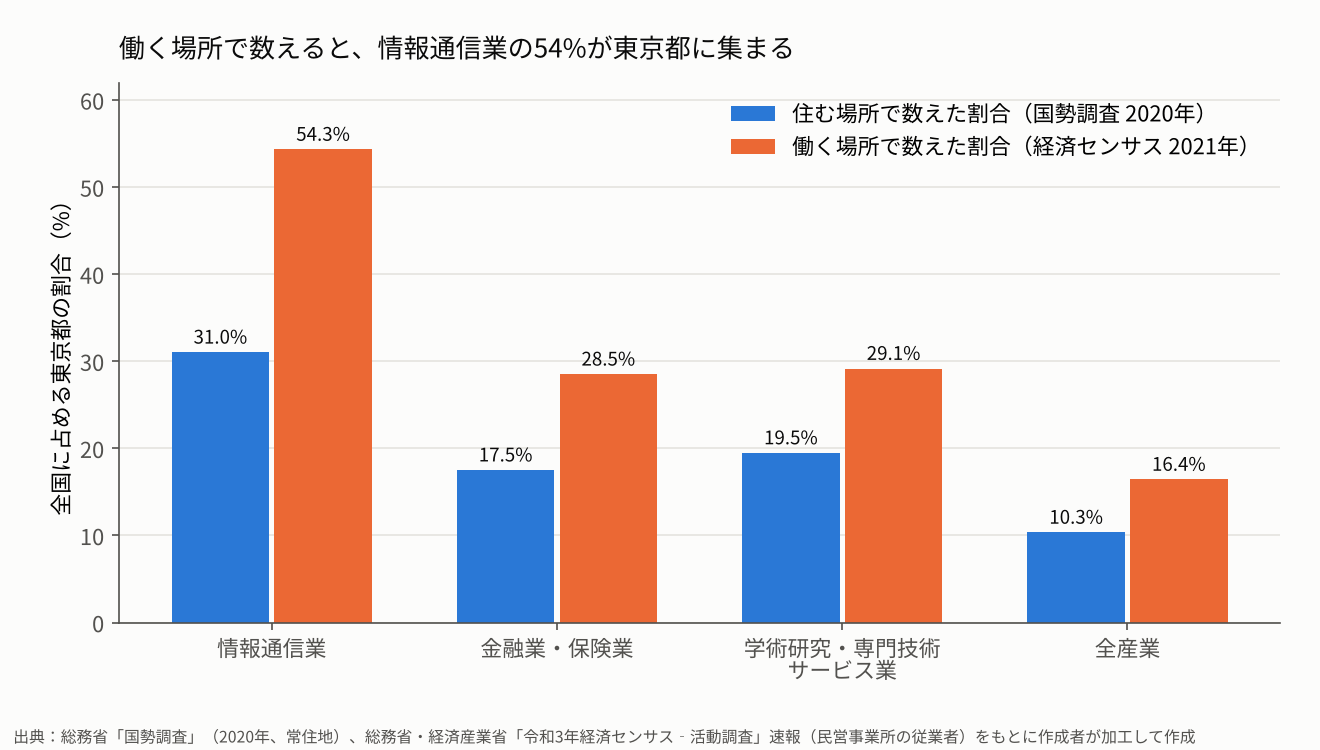 働く場所で数えると、情報通信業の54%が東京都に集まる
全国に占める東京都の割合（%）
60
50
40
30
20
10
0
住む場所で数えた割合（国勢調査 2020年）
働く場所で数えた割合（経済センサス 2021年）
31.0%
54.3%
17.5%
28.5%
19.5%
29.1%
10.3%
16.4%
情報通信業
金融業・保険業
学術研究・専門技術
サービス業
全産業
出典：総務省「国勢調査」（2020年、常住地）、総務省・経済産業省「令和3年経済センサス‐活動調査」速報（民営事業所の従業者）をもとに作成者が加工して作成